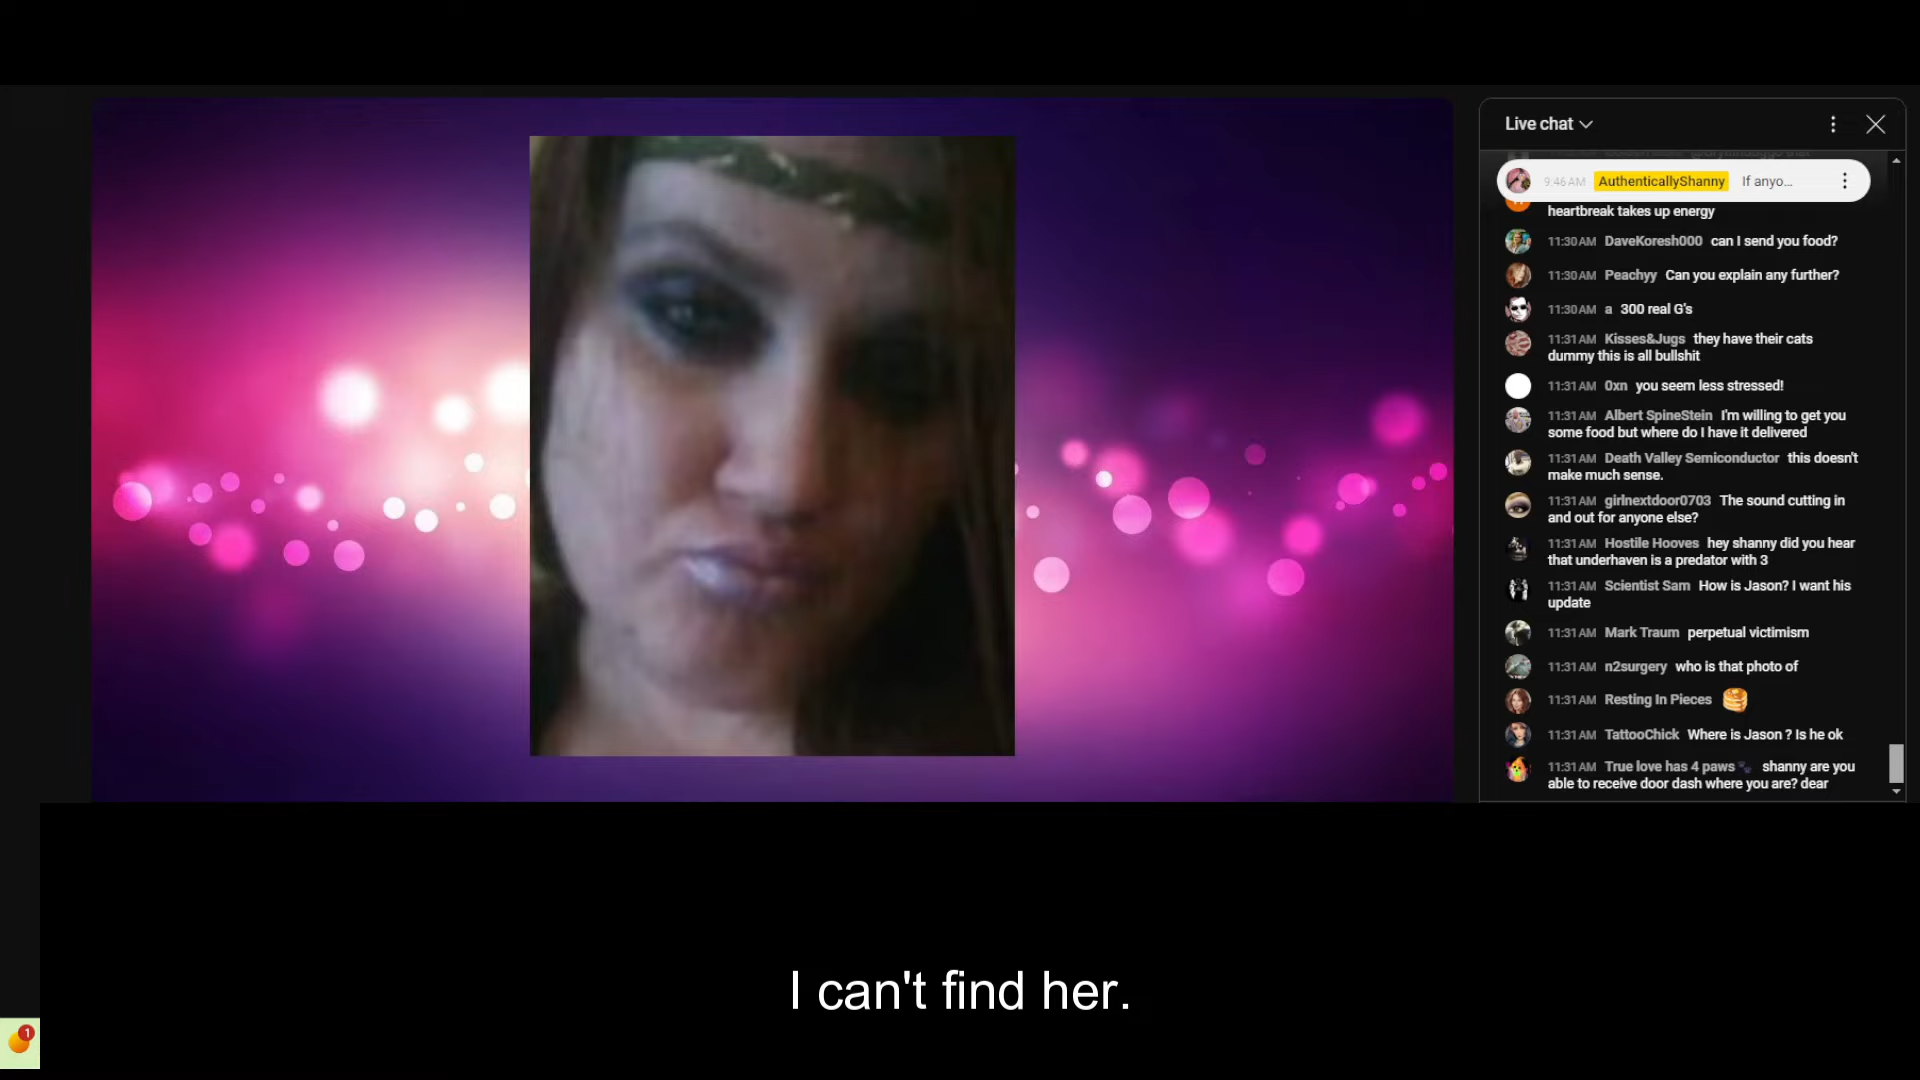 Live chat
9:46 AM AuthenticallyShanny If anyo...
heartbreak takes up energy
11:30 AM DaveKoresh000 can I send you food?
11:30 AM Peachyy Can you explain any further?
11:30 AM a 300 real G's
11:31 AM Kisses&Jugs they have their cats
dummy this is all bullshit
11:31 AM 0xn you seem less stressed!
11:31 AM Albert SpineStein I'm willing to get you
some food but where do I have it delivered
11:31 AM Death Valley Semiconductor this doesn't
make much sense.
11:31 AM girlnextdoor0703 The sound cutting in
and out for anyone else?
11:31 AM Hostile Hooves hey shanny did you hear
that underhaven is a predator with 3
11:31 AM Scientist Sam How is Jason? I want his
update
11:31 AM Mark Traum perpetual victimism
11:31 AM n2surgery who is that photo of
11:31 AM Resting In Pieces
11:31 AM TattooChick Where is Jason ? Is he ok
11:31 AM True love has 4 paws shanny are you
able to receive door dash where you are? dear
I can't find her.
1